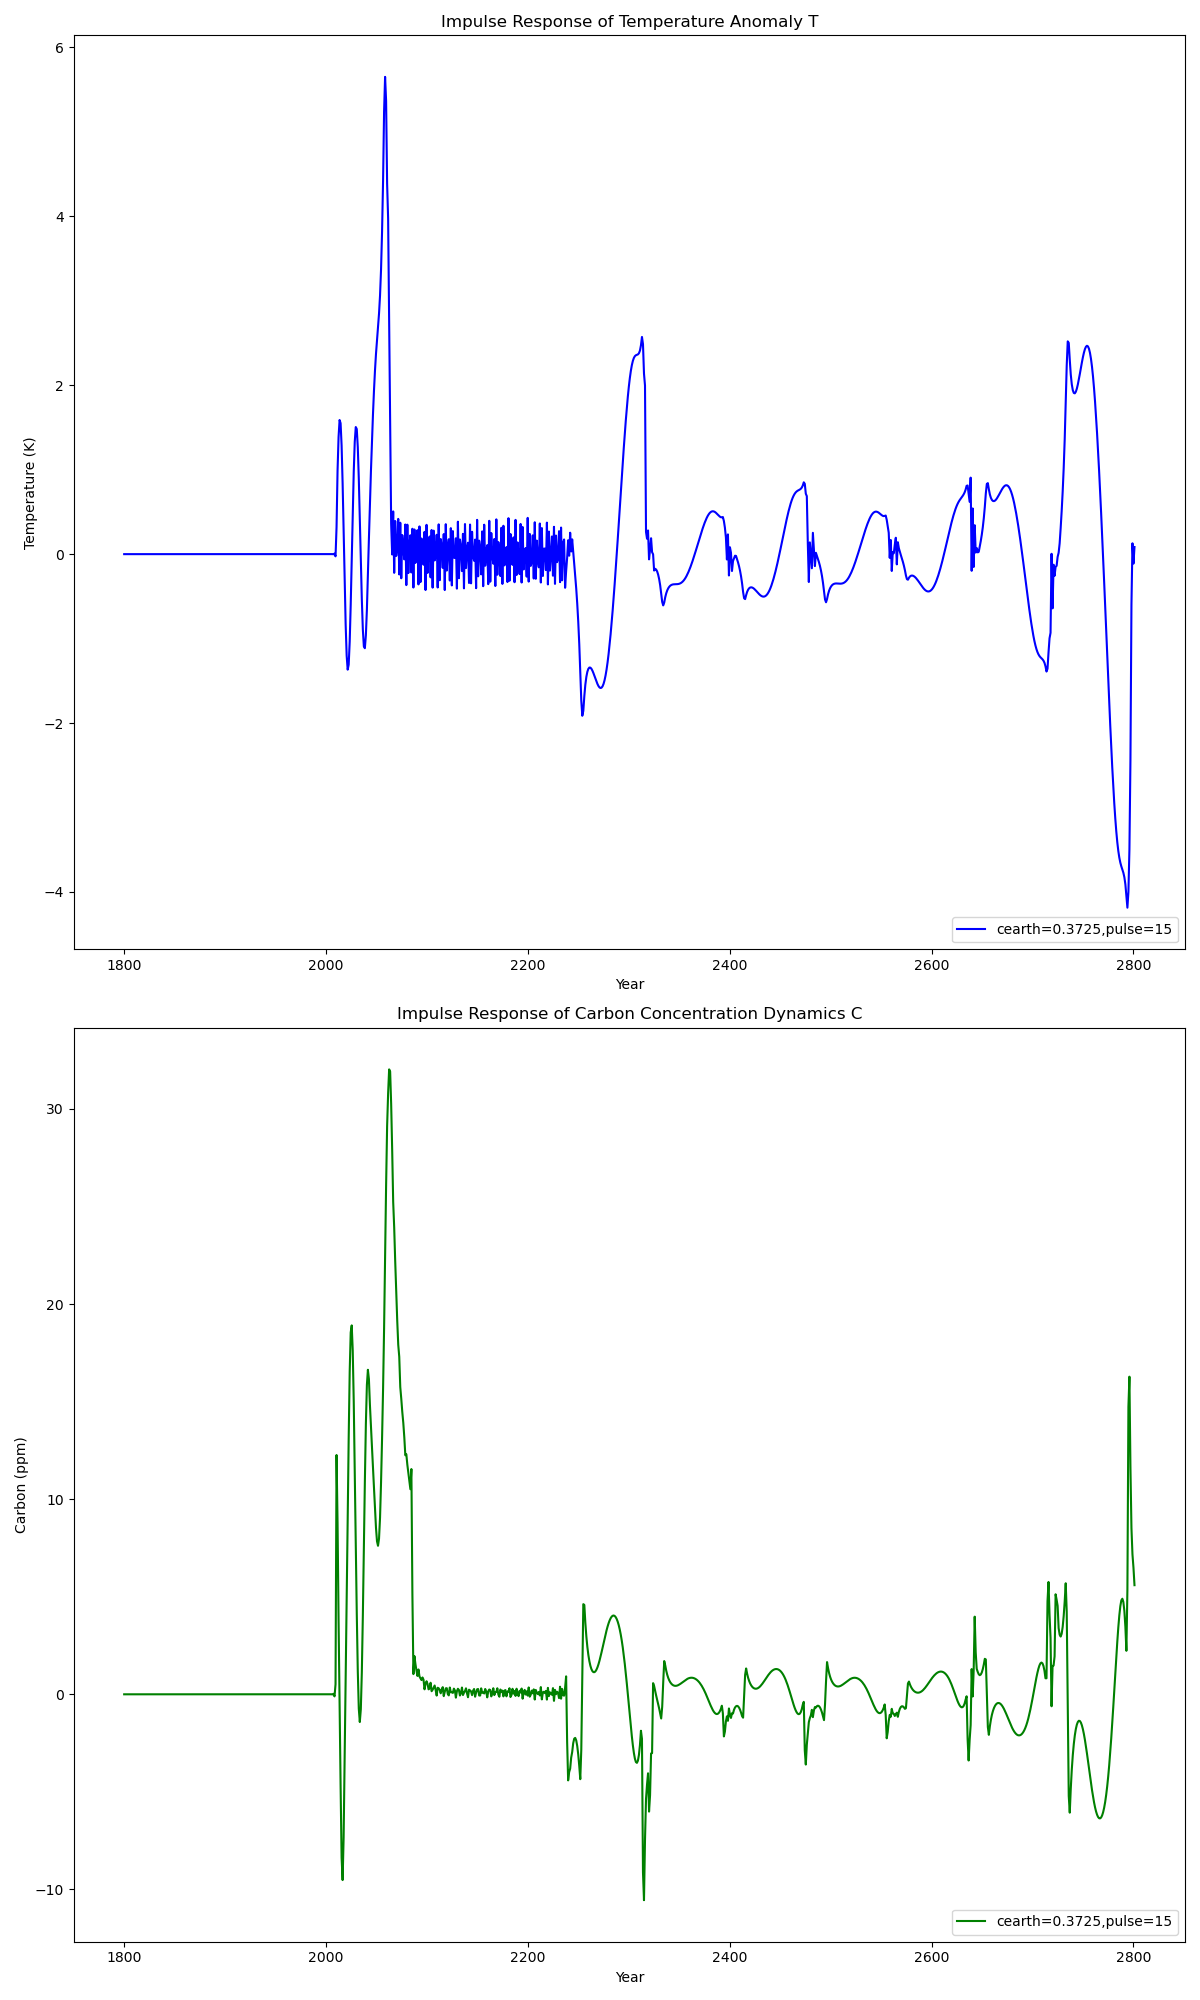 Impulse Response of Temperature Anomaly T
6
4
2
0
−2
−4
Temperature (K)
cearth=0.3725,pulse=15
1800 2000 2200 2400 2600 2800
Year
Impulse Response of Carbon Concentration Dynamics C
30
20
10
0
−10
Carbon (ppm)
cearth=0.3725,pulse=15
1800 2000 2200 2400 2600 2800
Year